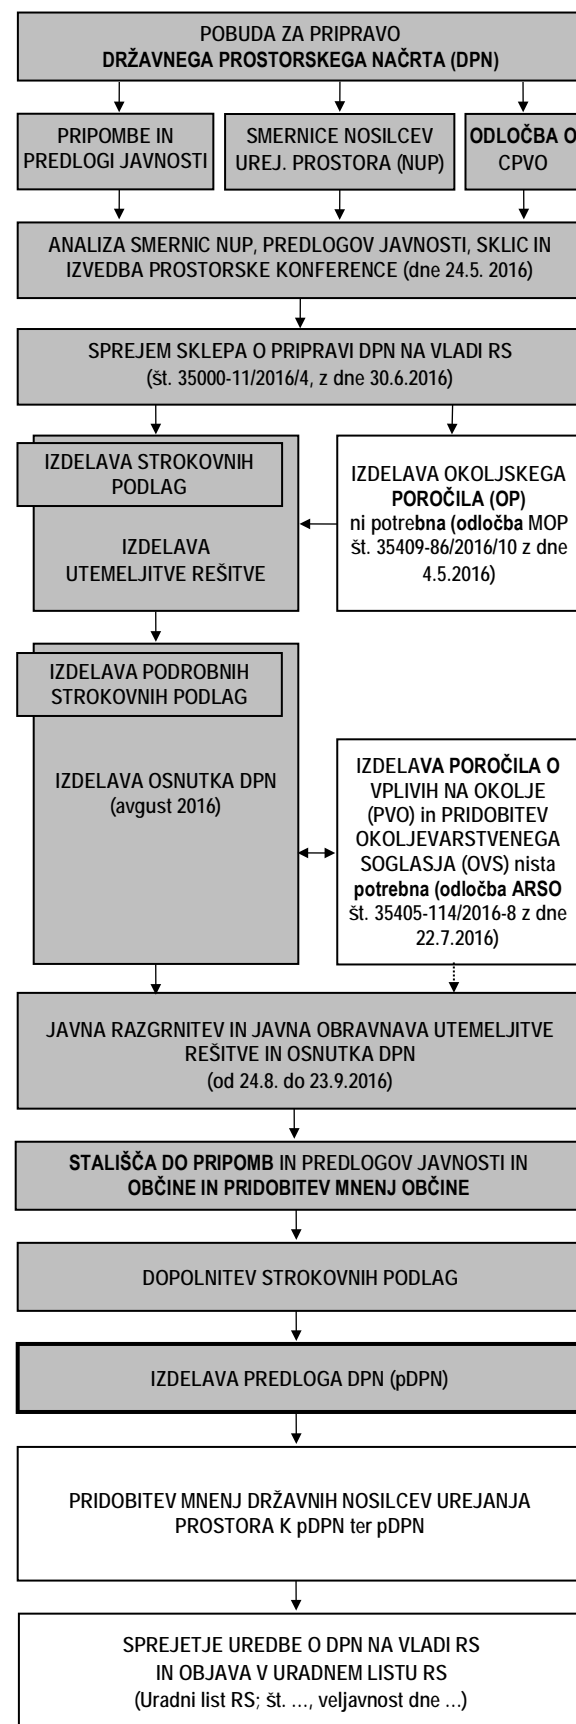 POBUDA ZA PRIPRAVO
DRŽAVNEGA PROSTORSKEGA NAČRTA (DPN)
PRIPOMBE IN
PREDLOGI JAVNOSTI
SMERNICE NOSILCEV
UREJ. PROSTORA (NUP)
ODLOČBA O
CPVO
ANALIZA SMERNIC NUP, PREDLOGOV JAVNOSTI, SKLIC IN
IZVEDBA PROSTORSKE KONFERENCE (dne 24.5. 2016)
SPREJEM SKLEPA O PRIPRAVI DPN NA VLADI RS
(št. 35000-11/2016/4, z dne 30.6.2016)
IZDELAVA STROKOVNIH
PODLAG
IZDELAVA
UTEMELJITVE REŠITVE
IZDELAVA OKOLJSKEGA
POROČILA (OP)
ni potrebna (odločba MOP
št. 35409-86/2016/10 z dne
4.5.2016)
IZDELAVA PODROBNIH
STROKOVNIH PODLAG
IZDELAVA OSNUTKA DPN
(avgust 2016)
IZDELAVA POROČILA O
VPLIVIH NA OKOLJE
(PVO) in PRIDOBITEV
OKOLJEVARSTVENEGA
SOGLASJA (OVS) nista
potrebna (odločba ARSO
št. 35405-114/2016-8 z dne
22.7.2016)
JAVNA RAZGRNITEV IN JAVNA OBRAVNAVA UTEMELJITVE
REŠITVE IN OSNUTKA DPN
(od 24.8. do 23.9.2016)
STALIŠČA DO PRIPOMB IN PREDLOGOV JAVNOSTI IN
OBČINE IN PRIDOBITEV MNENJ OBČINE
DOPOLNITEV STROKOVNIH PODLAG
IZDELAVA PREDLOGA DPN (pDPN)
PRIDOBITEV MNENJ DRŽAVNIH NOSILCEV UREJANJA
PROSTORA K pDPN ter pDPN
SPREJETJE UREDBE O DPN NA VLADI RS
IN OBJAVA V URADNEM LISTU RS
(Uradni list RS; št. ..., veljavnost dne ...)